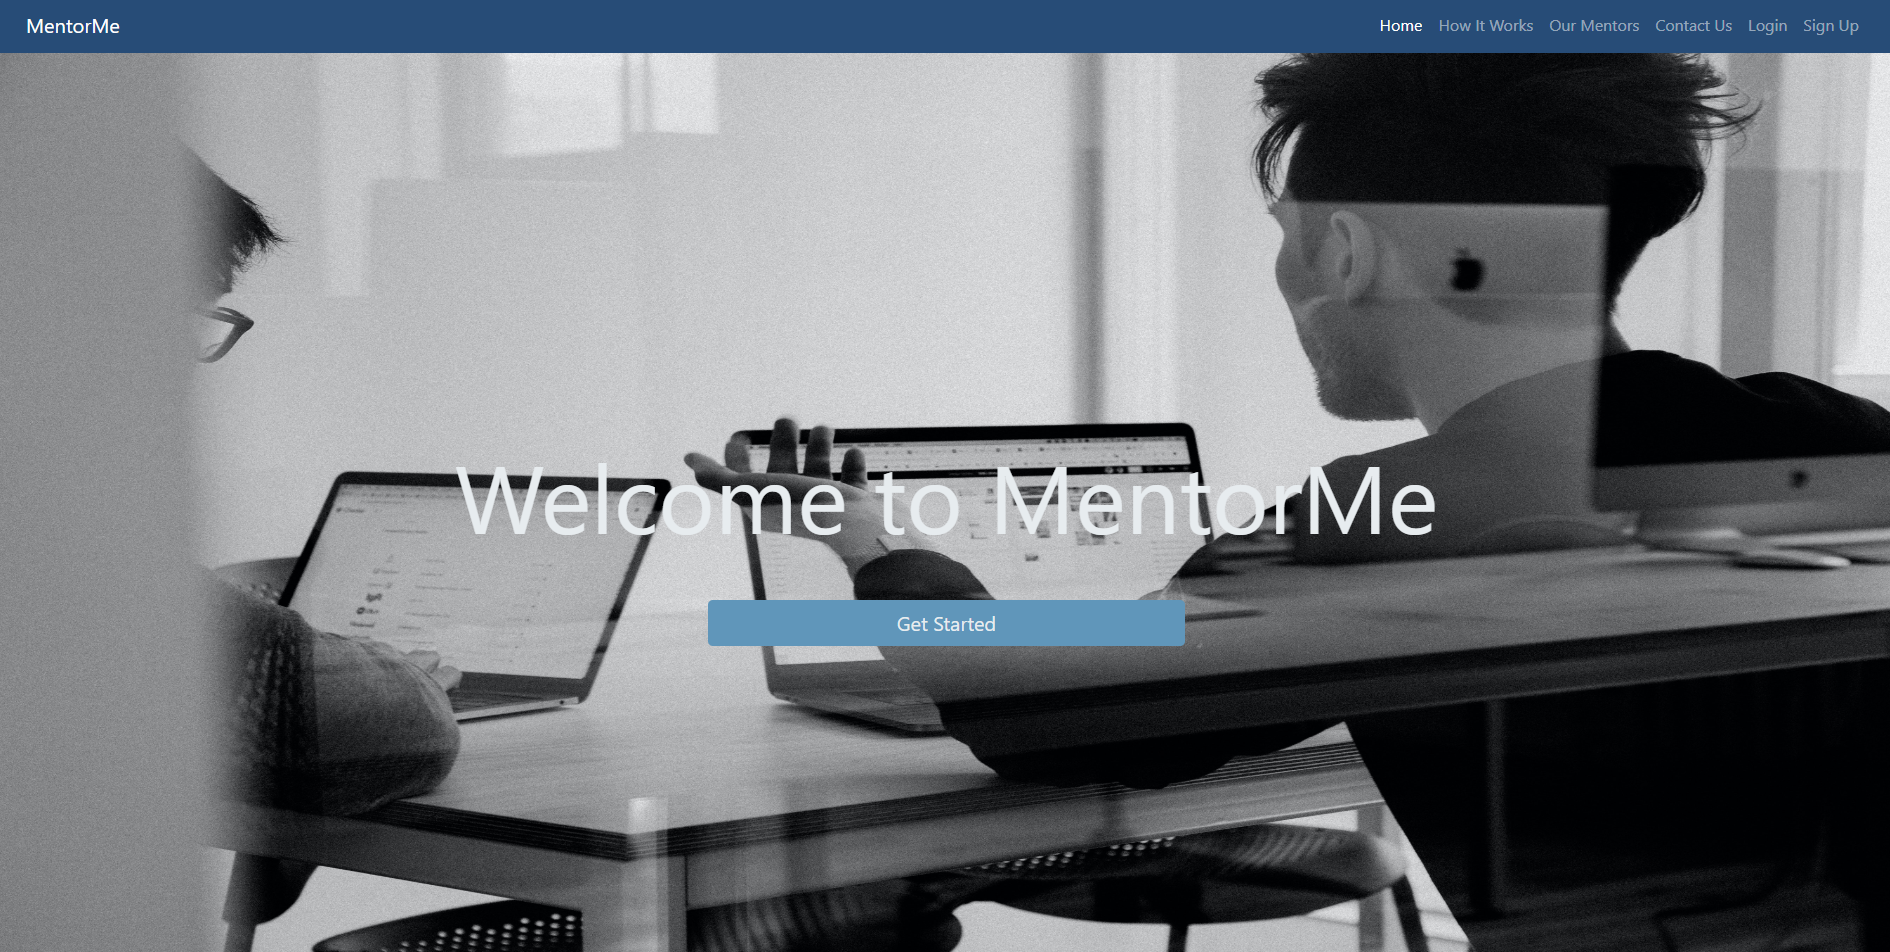 MentorMe
Home How It Works Our Mentors Contact Us Login Sign Up
Welcome to MentorMe
Get Started